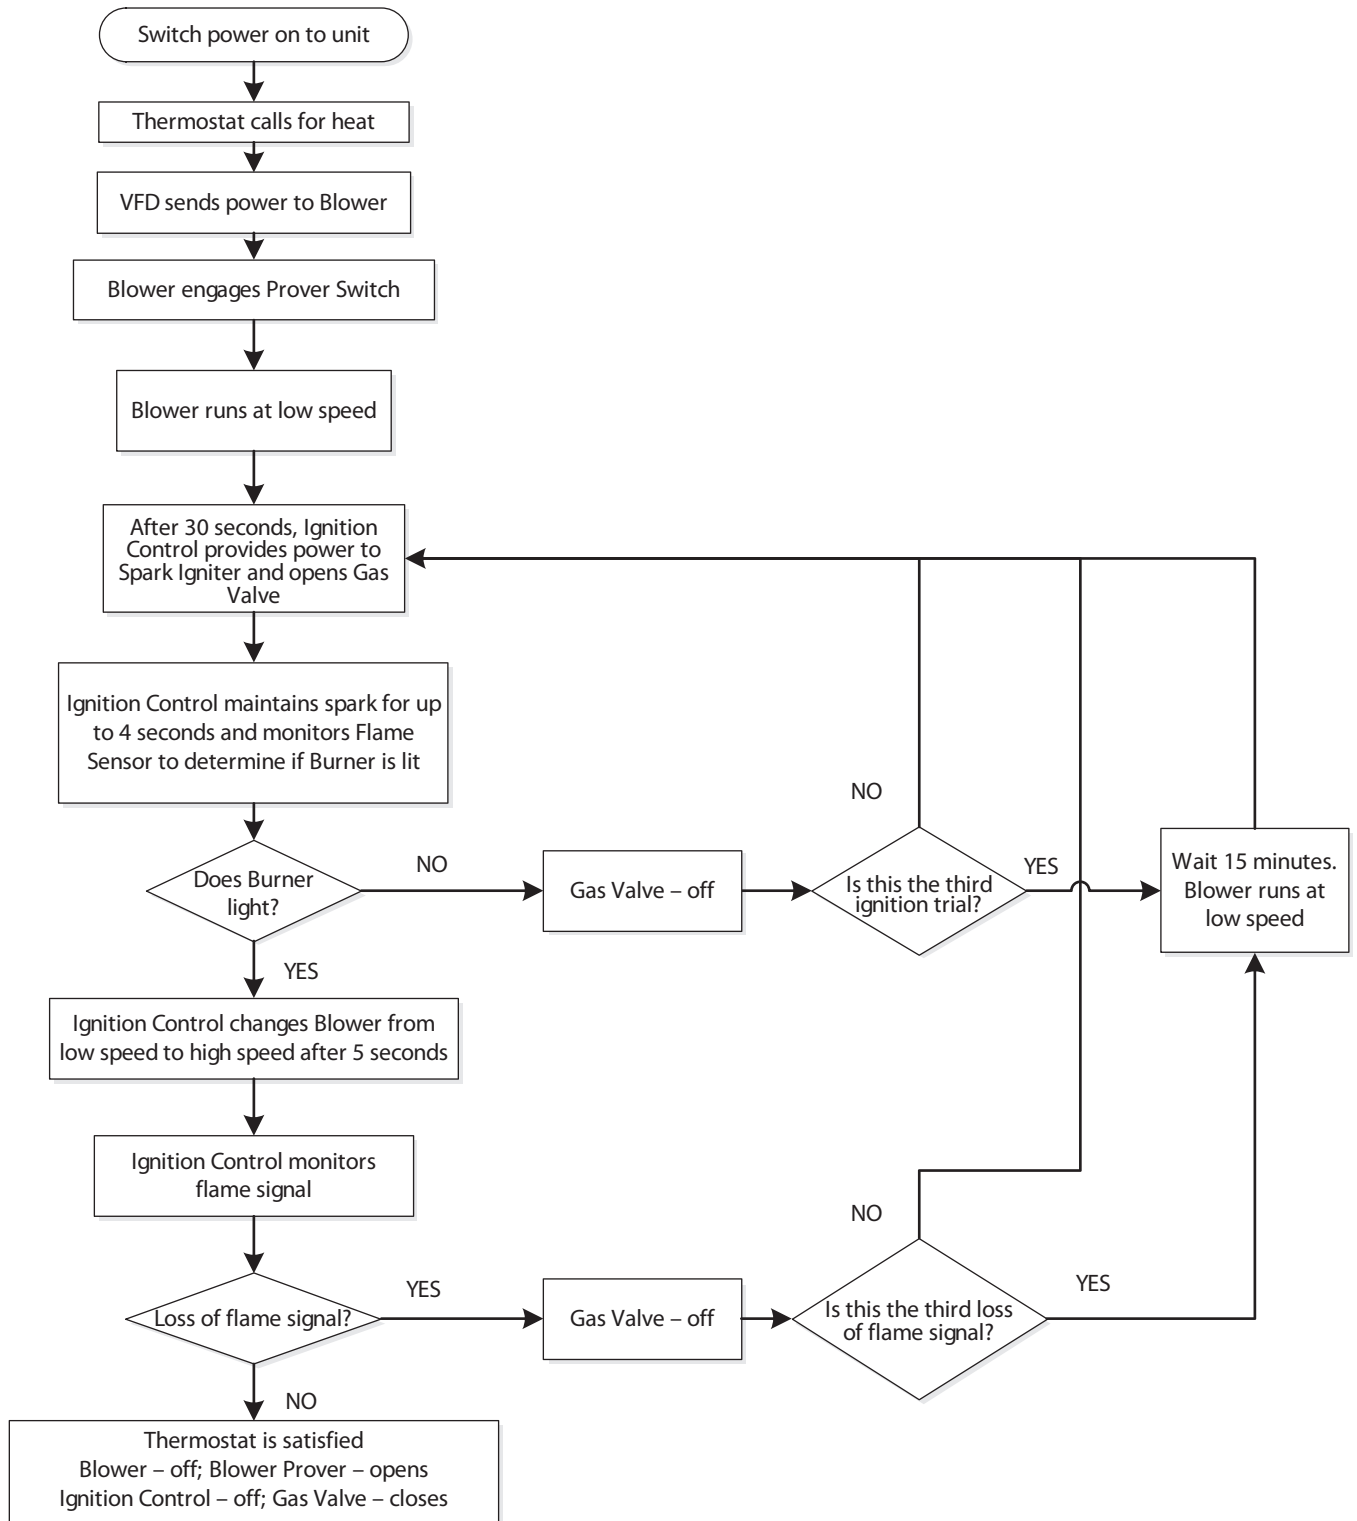 Switch power on to unit
Thermostat calls for heat
VFD sends power to Blower
Blower engages Prover Switch
Blower runs at low speed
After 30 seconds, Ignition
Control provides power to
Spark Igniter and opens Gas
Valve
Ignition Control maintains spark for up
to 4 seconds and monitors Flame
Sensor to determine if Burner is lit
Does Burner
light?
NO
Gas Valve – off
Is this the third
ignition trial?
NO
YES
Wait 15 minutes.
Blower runs at
low speed
YES
Ignition Control changes Blower from
low speed to high speed after 5 seconds
Ignition Control monitors
flame signal
Loss of flame signal?
YES
Gas Valve – off
Is this the third loss
of flame signal?
NO
YES
NO
Thermostat is satisfied
Blower – off; Blower Prover – opens
Ignition Control – off; Gas Valve – closes